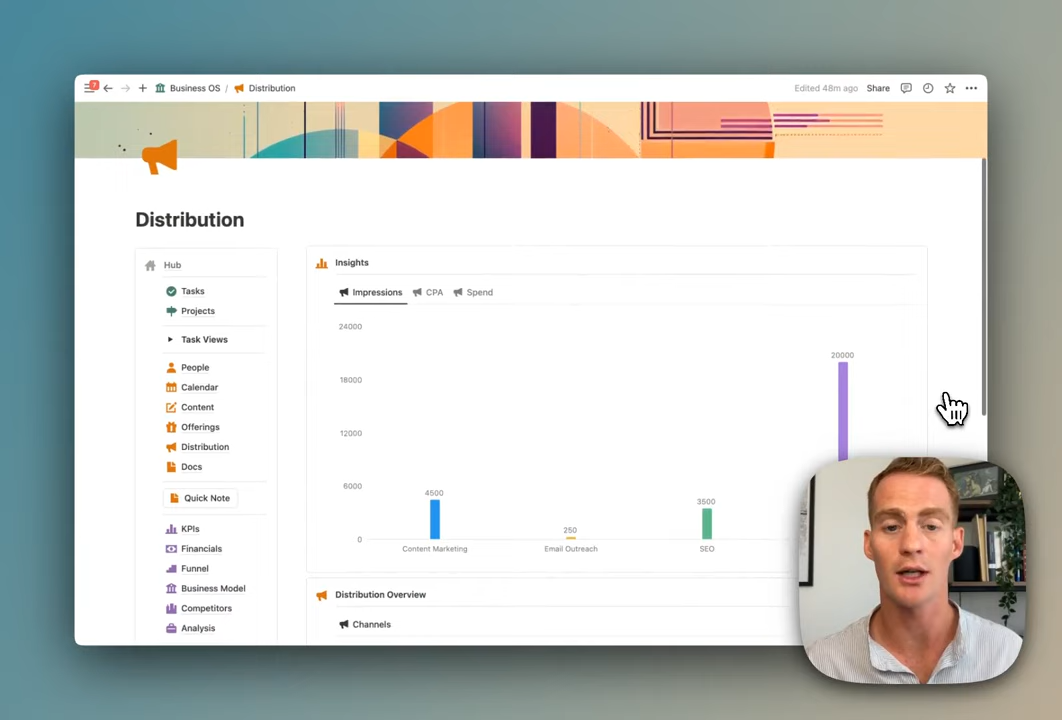 7
Business OS / Distribution
Edited 48m ago Share
Distribution
Hub
Tasks
Projects
Task Views
People
Calendar
Content
Offerings
Distribution
Docs
Quick Note
KPIs
Financials
Funnel
Business Model
Competitors
Analysis
Insights
Impressions CPA Spend
24000
18000
12000
6000
0
4500
250
3500
20000
Content Marketing Email Outreach SEO
Distribution Overview
Channels